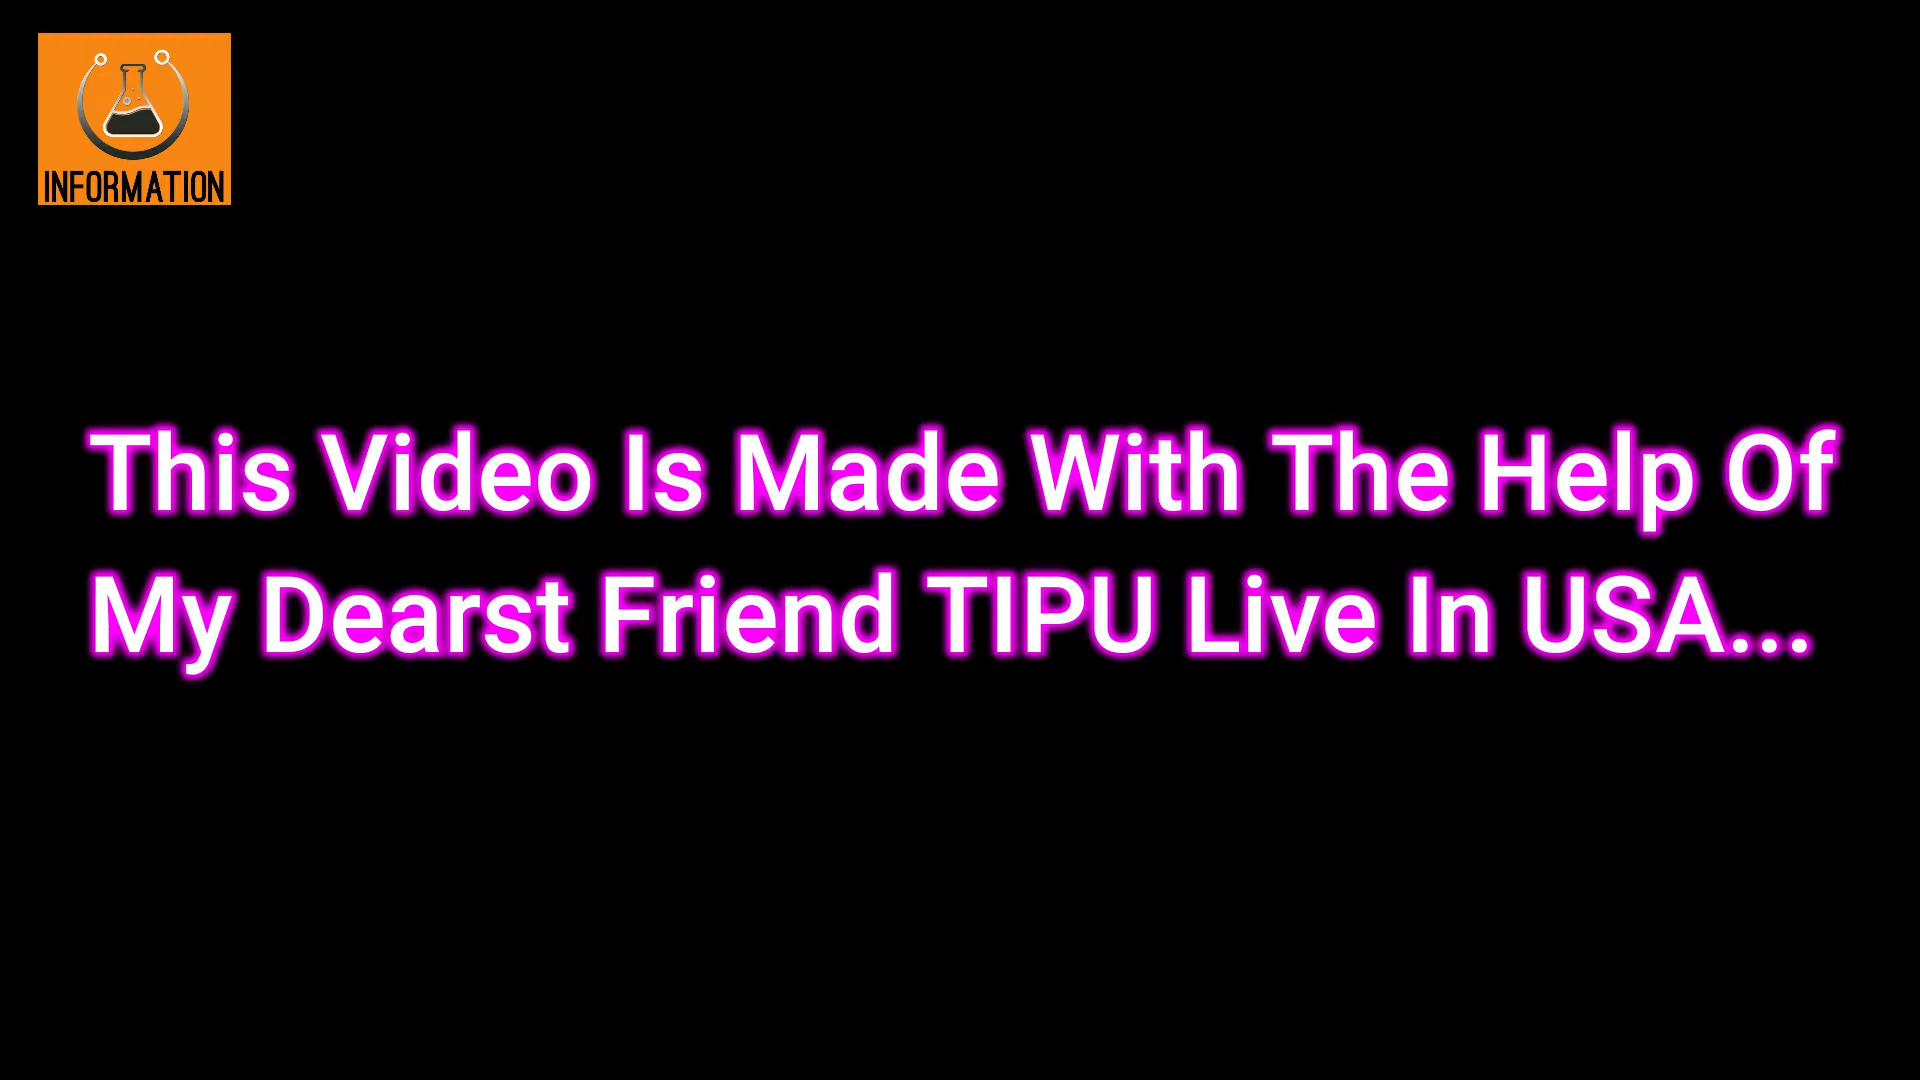 INFORMATION
This Video Is Made With The Help Of
My Dearst Friend TIPU Live In USA...